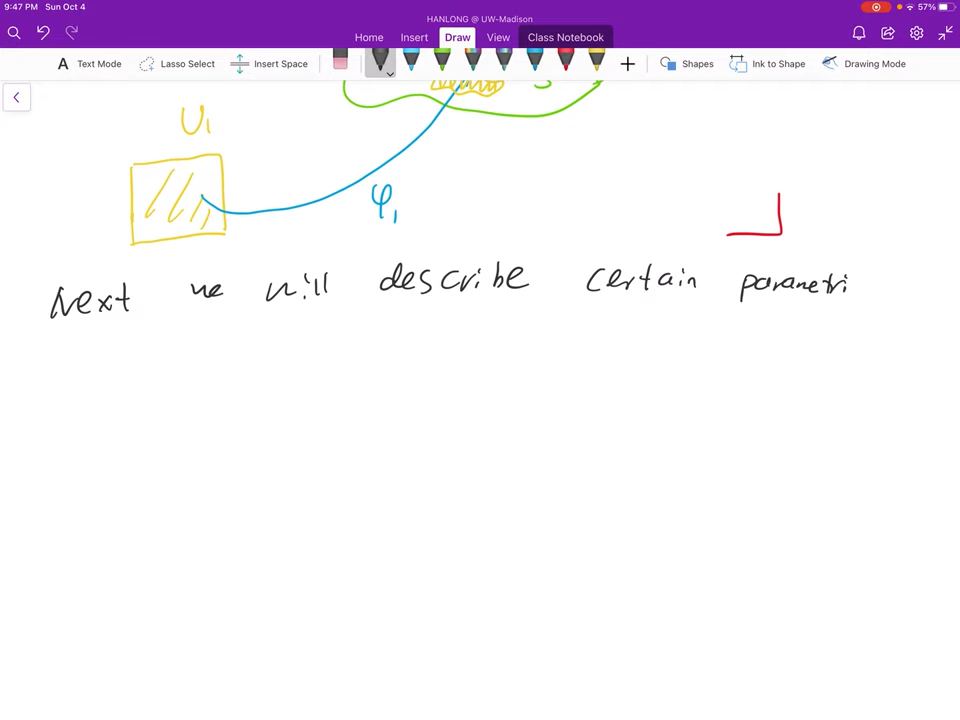 9:47 PM Sun Oct 4
57%
HANLONG @ UW-Madison
Home Insert Draw View Class Notebook
A Text Mode Lasso Select Insert Space Shapes Ink to Shape Drawing Mode
U₁
φ₁
Next we will describe certain parametri